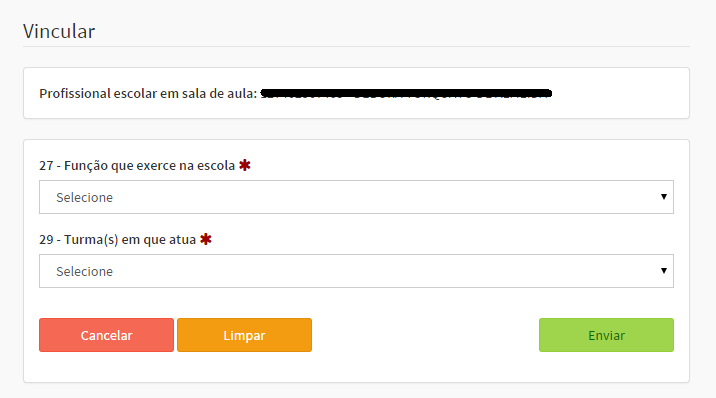 Vincular
Profissional escolar em sala de aula:
27 - Função que exerce na escola ✱
Selecione
29 - Turma(s) em que atua ✱
Selecione
Cancelar
Limpar
Enviar